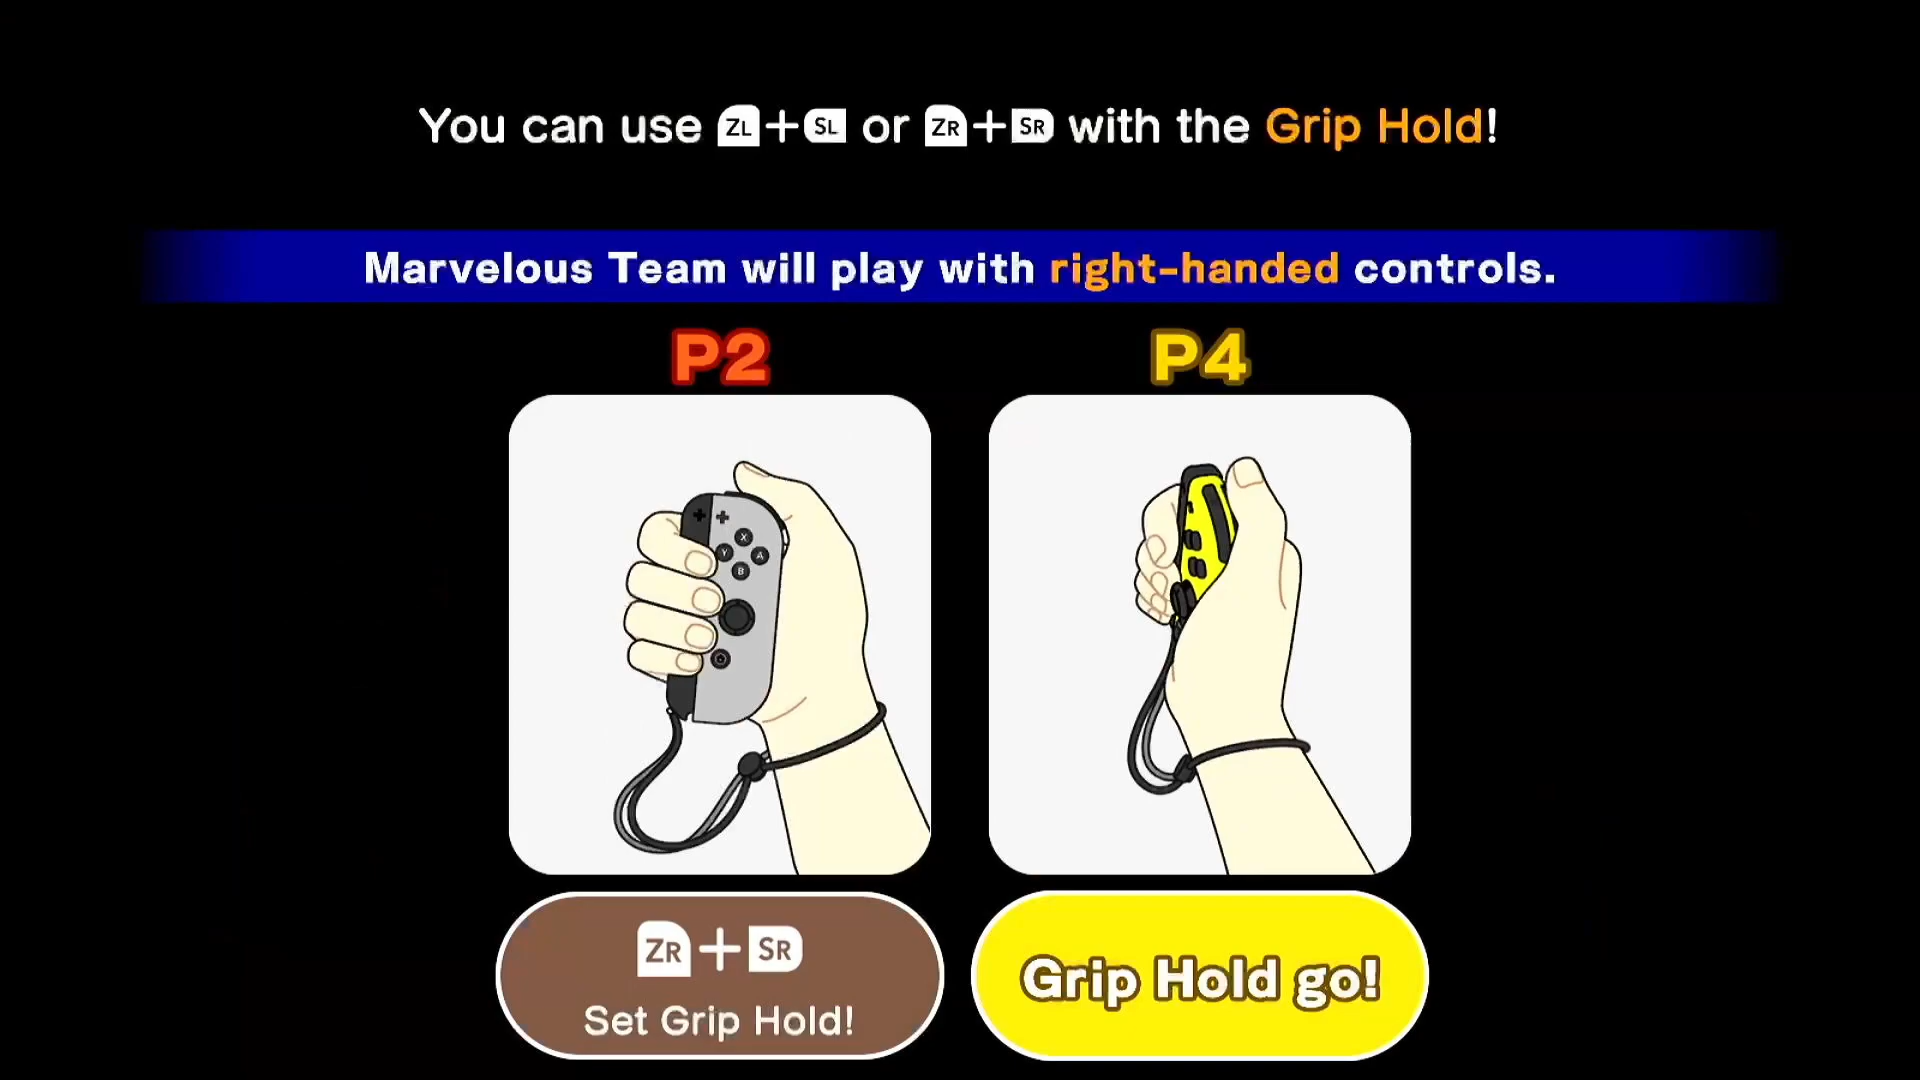 You can use ZL+SL or ZR+SR with the Grip Hold!
Marvelous Team will play with right-handed controls.
P2 P4
X
Y A
B
ZR+SR
Set Grip Hold!
Grip Hold go!